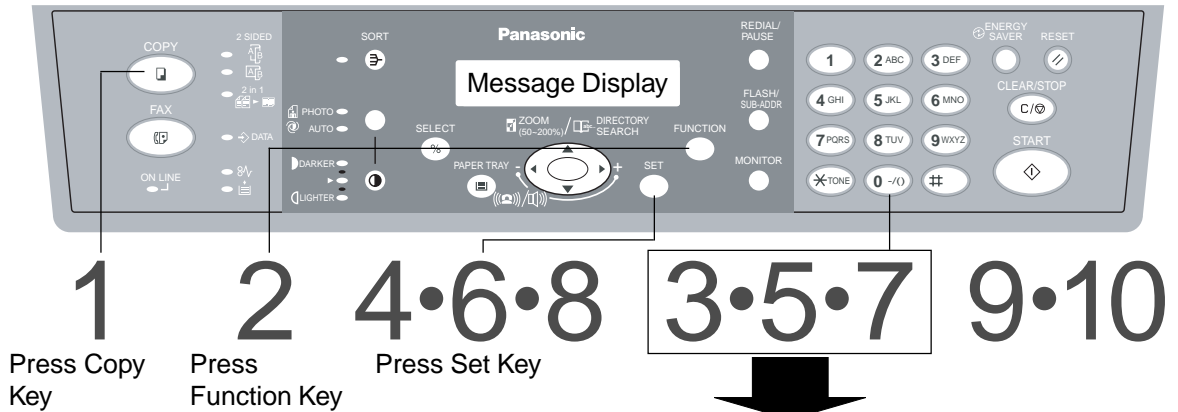 COPY
FAX
ON LINE
2 SIDED
2 in 1
DATA
SORT
PHOTO
AUTO
DARKER
LIGHTER
Panasonic
Message Display
SELECT
%
ZOOM
(50~200%)
/
DIRECTORY
SEARCH
PAPER TRAY
- +
FUNCTION
SET
REDIAL/
PAUSE
FLASH/
SUB-ADDR
MONITOR
1 2 ABC 3 DEF
4 GHI 5 JKL 6 MNO
7 PQRS 8 TUV 9 WXYZ
TONE 0 -/() #
ENERGY
SAVER
RESET
CLEAR/STOP
C/
START
1 2 4•6•8 3•5•7 9•10
Press Copy
Key
Press
Function Key
Press Set Key